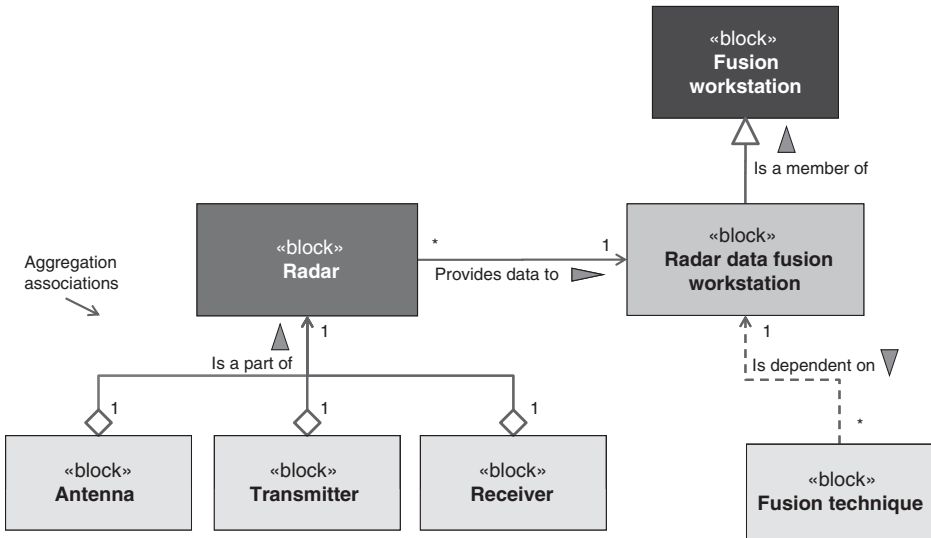 «block»
Fusion
workstation
Is a member of
«block»
Radar
* 1
Provides data to
«block»
Radar data fusion
workstation
Aggregation
associations
1
Is a part of
1
Is dependent on
1 1 1
*
«block»
Antenna
«block»
Transmitter
«block»
Receiver
«block»
Fusion technique